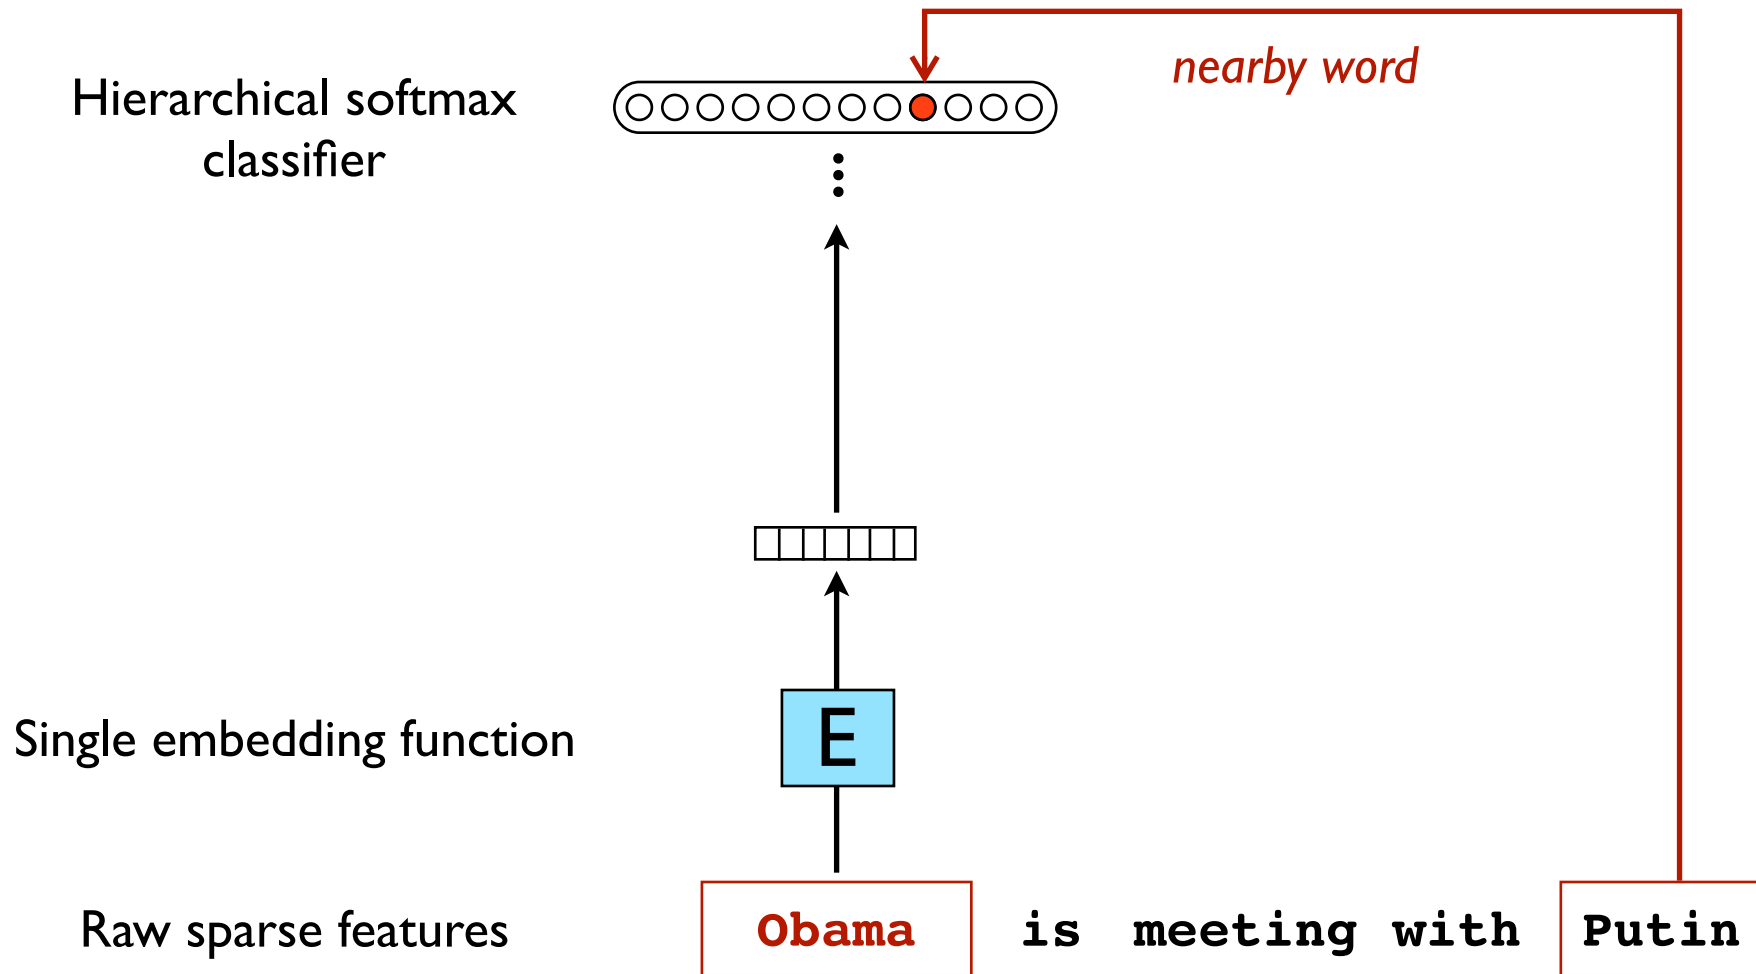 nearby word
Hierarchical softmax
classifier
Single embedding function
E
Raw sparse features
Obama is meeting with Putin